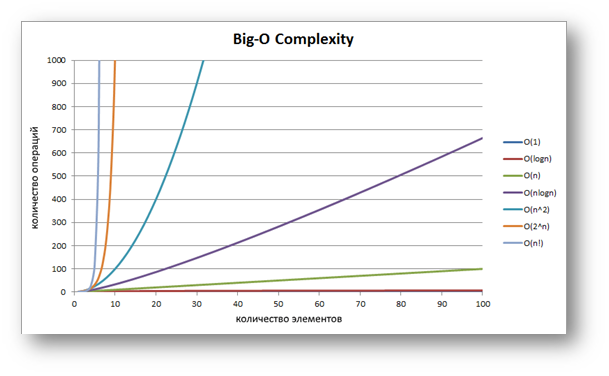 Big-O Complexity
1000
900
800
700
600
500
400
300
200
100
0
количество операций
0 10 20 30 40 50 60 70 80 90 100
количество элементов
O(1)
O(logn)
O(n)
O(nlogn)
O(n^2)
O(2^n)
O(n!)